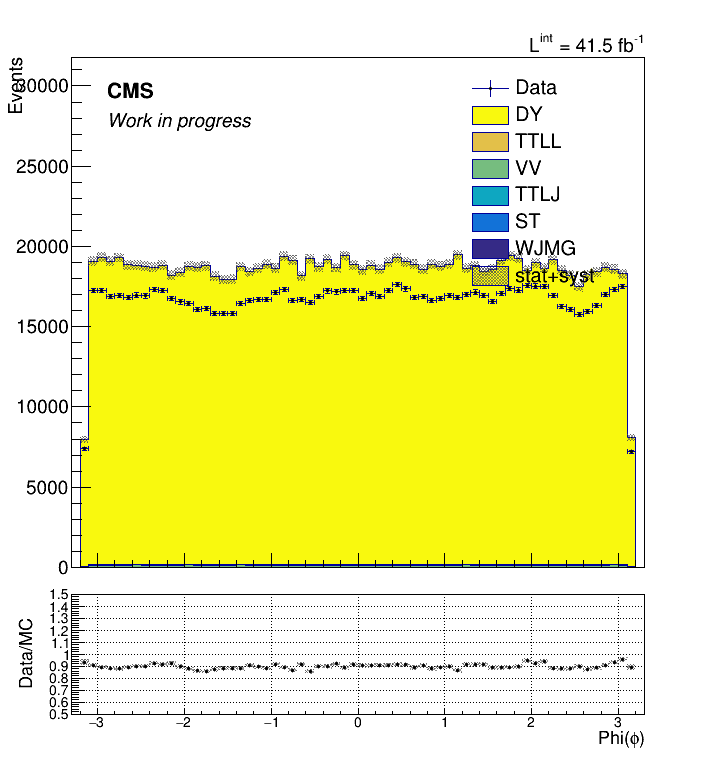 L^int = 41.5 fb^-1
Events
30000
25000
20000
15000
10000
5000
0
CMS
Work in progress
Data
DY
TTLL
VV
TTLJ
ST
WJMG
stat+syst
Data/MC
1.5
1.4
1.3
1.2
1.1
1
0.9
0.8
0.7
0.6
0.5
−3 −2 −1 0 1 2 3
Phi(ϕ)